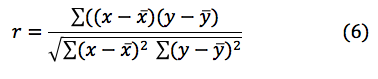 r = ∑((x − x̄)(y − ȳ) / √∑(x − x̄)² ∑(y − ȳ)² (6)